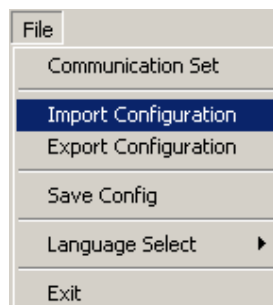 File
Communication Set
Import Configuration
Export Configuration
Save Config
Language Select
Exit